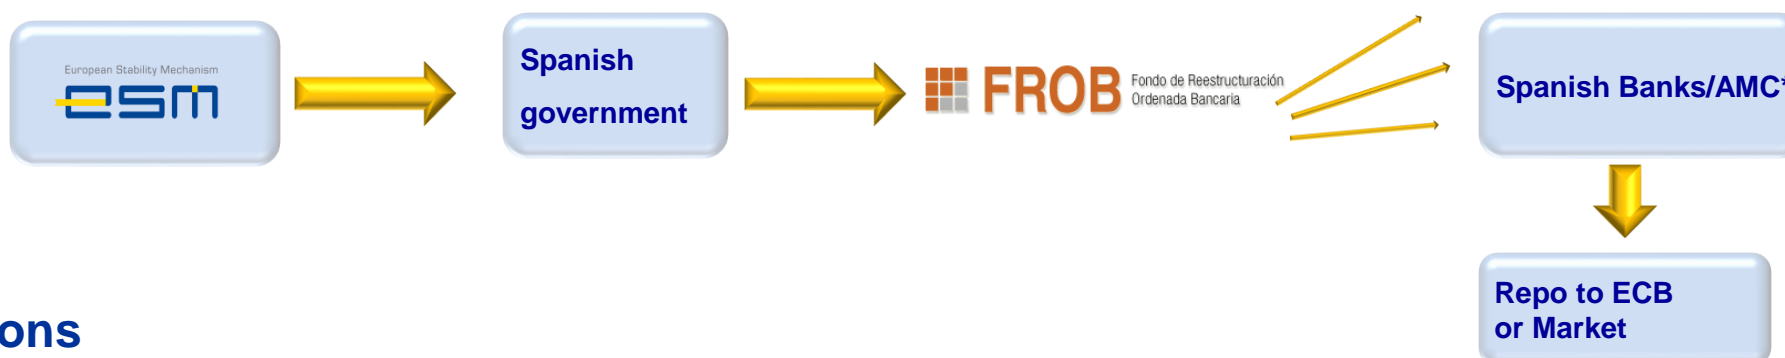 European Stability Mechanism
esm
Spanish
government
FROB
Fondo de Reestructuración
Ordenada Bancaria
Spanish Banks/AMC*
Repo to ECB
or Market
ons